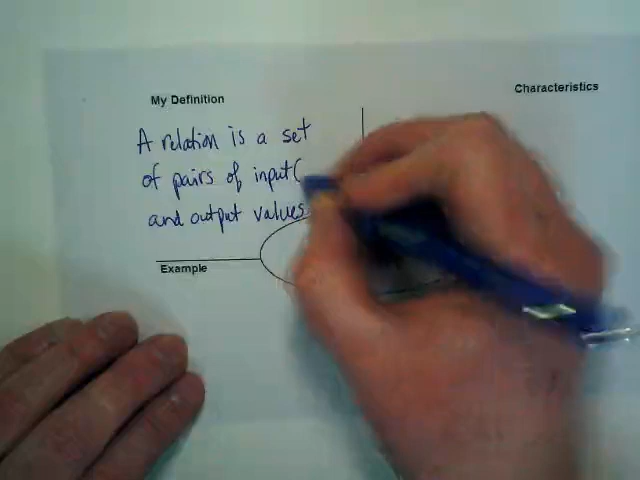 My Definition
Characteristics
A relation is a set
of pairs of input(
and output values
Example